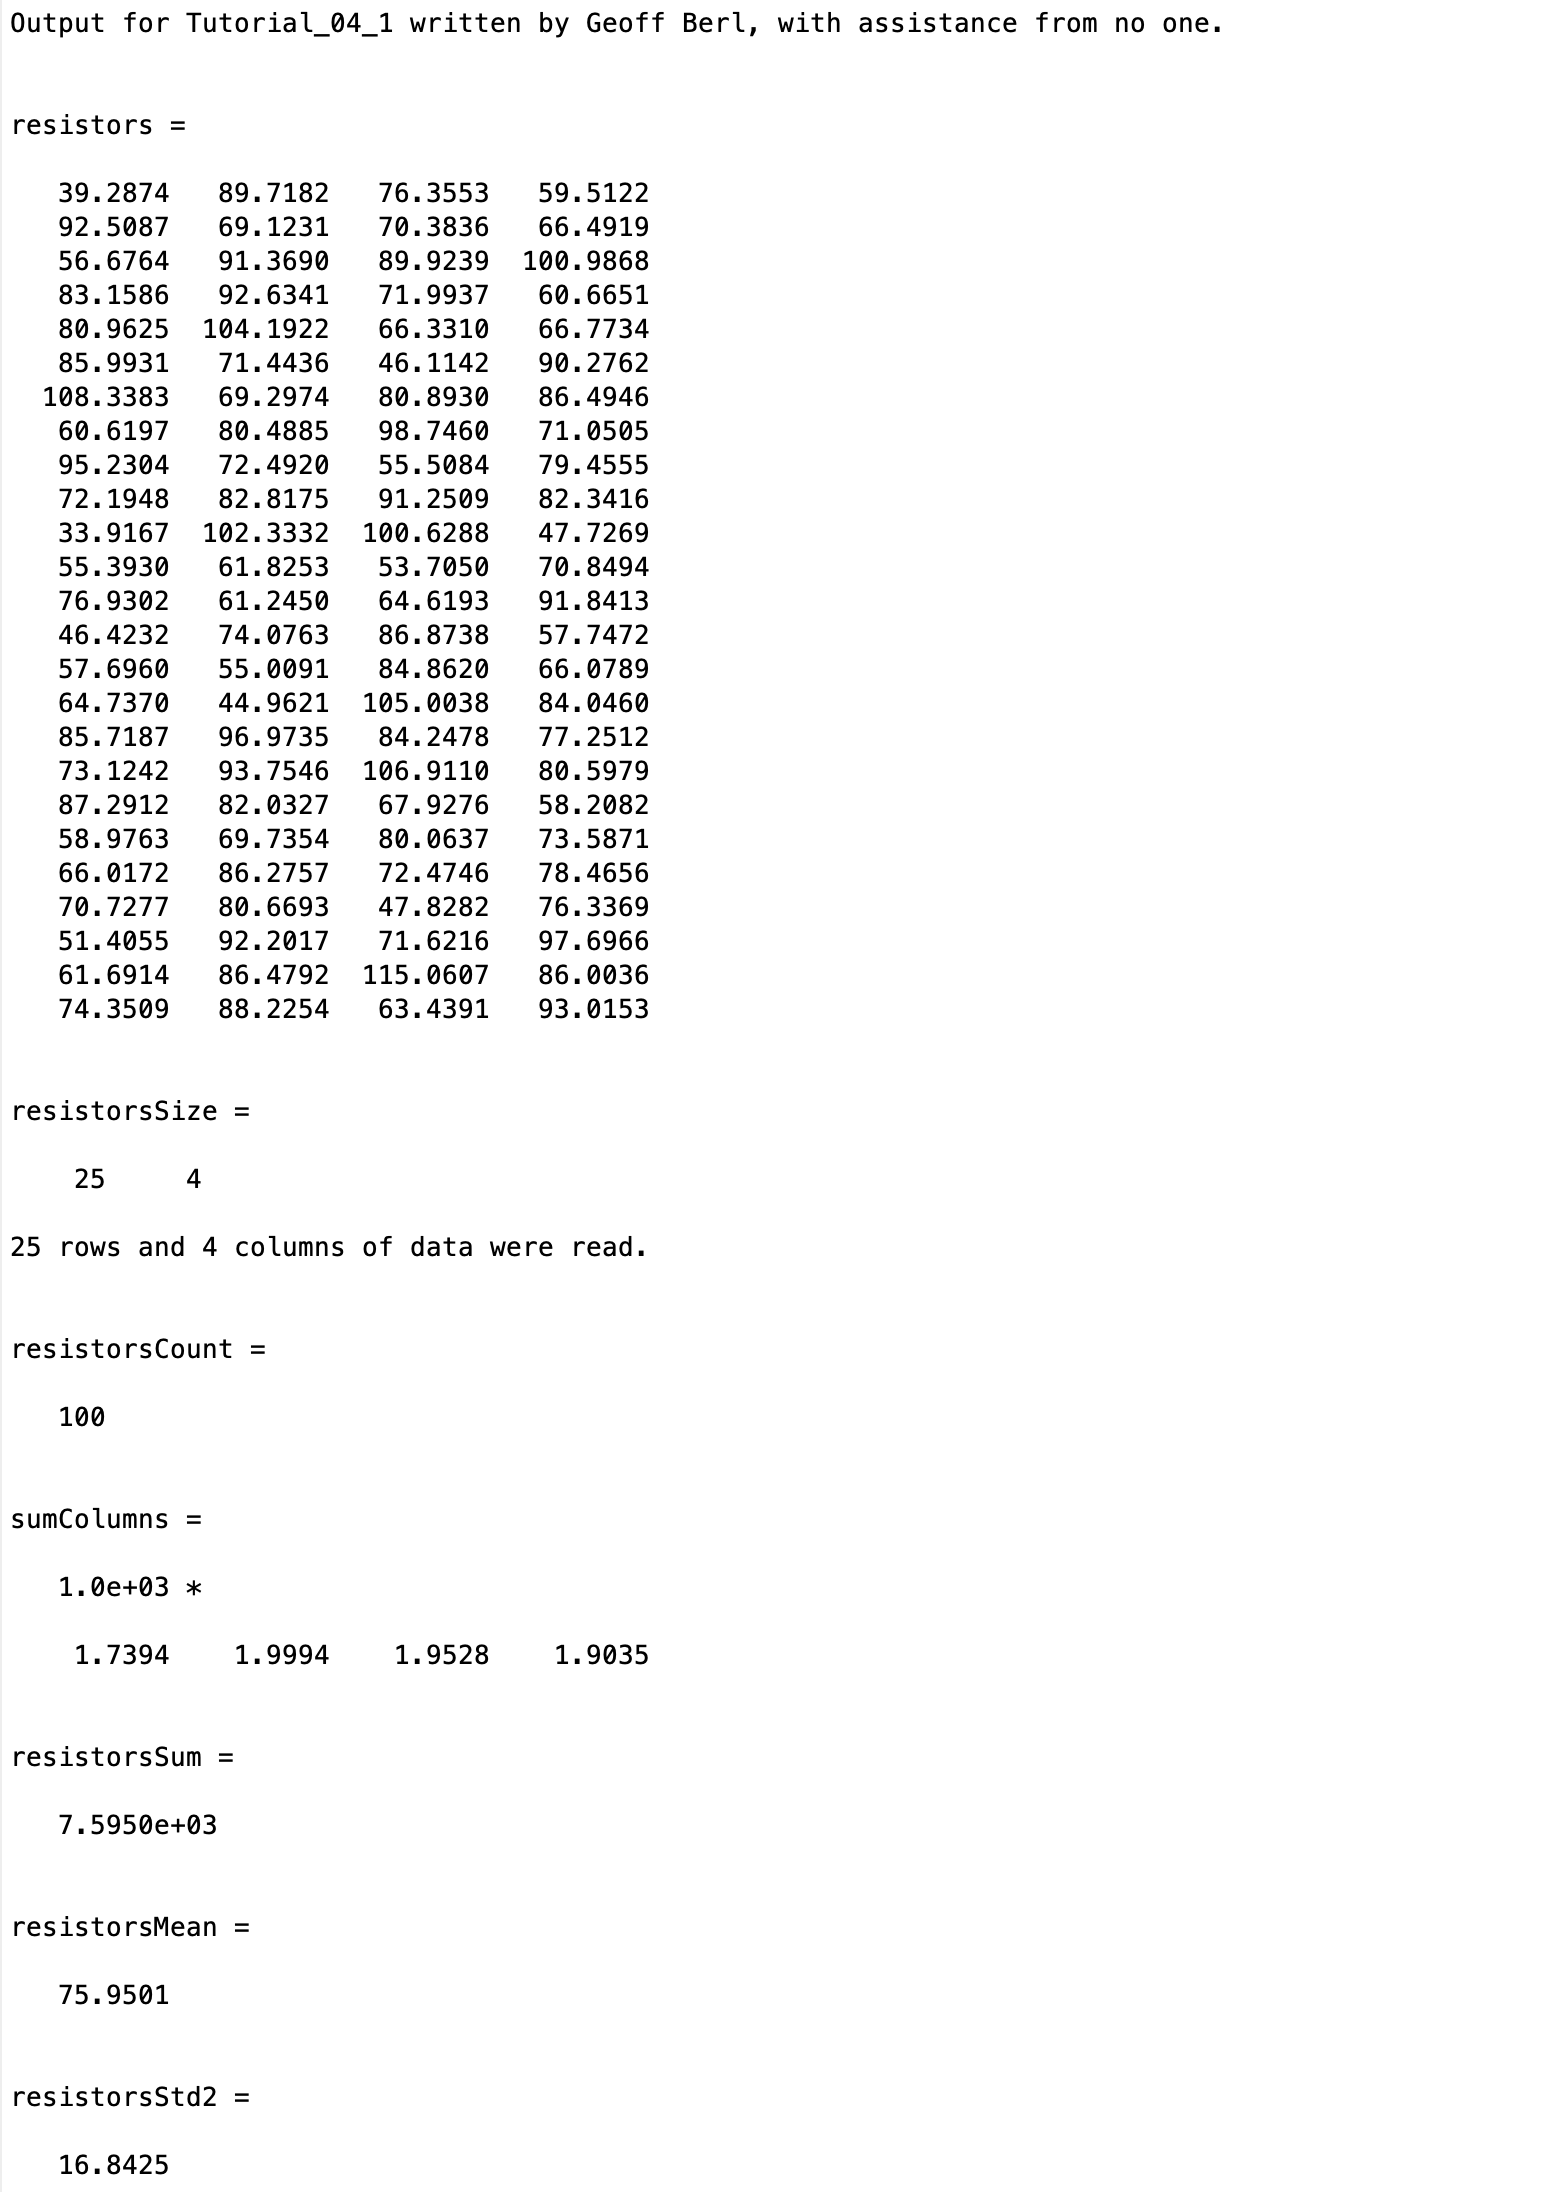 Output for Tutorial_04_1 written by Geoff Berl, with assistance from no one.
resistors =
39.2874 89.7182 76.3553 59.5122
92.5087 69.1231 70.3836 66.4919
56.6764 91.3690 89.9239 100.9868
83.1586 92.6341 71.9937 60.6651
80.9625 104.1922 66.3310 66.7734
85.9931 71.4436 46.1142 90.2762
108.3383 69.2974 80.8930 86.4946
60.6197 80.4885 98.7460 71.0505
95.2304 72.4920 55.5084 79.4555
72.1948 82.8175 91.2509 82.3416
33.9167 102.3332 100.6288 47.7269
55.3930 61.8253 53.7050 70.8494
76.9302 61.2450 64.6193 91.8413
46.4232 74.0763 86.8738 57.7472
57.6960 55.0091 84.8620 66.0789
64.7370 44.9621 105.0038 84.0460
85.7187 96.9735 84.2478 77.2512
73.1242 93.7546 106.9110 80.5979
87.2912 82.0327 67.9276 58.2082
58.9763 69.7354 80.0637 73.5871
66.0172 86.2757 72.4746 78.4656
70.7277 80.6693 47.8282 76.3369
51.4055 92.2017 71.6216 97.6966
61.6914 86.4792 115.0607 86.0036
74.3509 88.2254 63.4391 93.0153
resistorsSize =
25 4
25 rows and 4 columns of data were read.
resistorsCount =
100
sumColumns =
1.0e+03 *
1.7394 1.9994 1.9528 1.9035
resistorsSum =
7.5950e+03
resistorsMean =
75.9501
resistorsStd2 =
16.8425